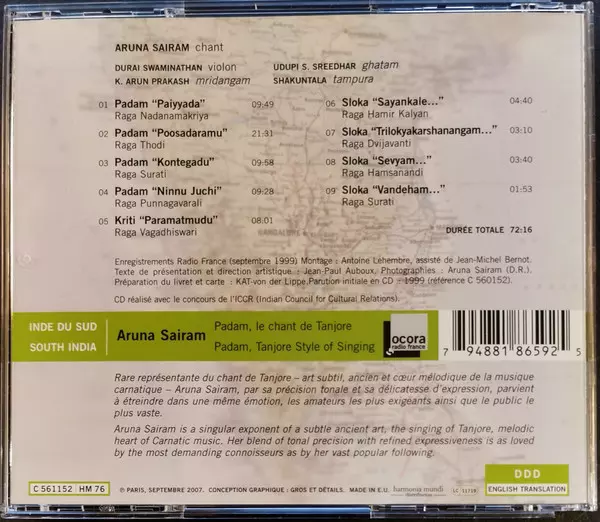 ARUNA SAIRAM chant
DURAI SWAMINATHAN violon
K. ARUN PRAKASH mridangam
UDUPI S. SREEDHAR ghatam
SHAKUNTALA tampura
01 Padam “Paiyyada” 09:49
Raga Nadanamakriya
02 Padam “Poosadaramu” 21:31
Raga Thodi
03 Padam “Kontegadu” 09:58
Raga Surati
04 Padam “Ninnu Juchi” 09:28
Raga Punnagavarali
05 Kriti “Paramatmudu” 08:01
Raga Vagadhiswari
06 Sloka “Sayankale...” 04:40
Raga Hamir Kalyan
07 Sloka “Trilokyakarshanangam...” 03:10
Raga Dvijavanti
08 Sloka “Sevyam...” 03:40
Raga Hamsanandi
09 Sloka “Vandeham...” 01:53
Raga Surati
DURÉE TOTALE 72:16
Enregistrements Radio France (septembre 1999) Montage : Antoine Léhembre, assisté de Jean-Michel Bernot.
Texte de présentation et direction artistique : Jean-Paul Auboux. Photographies : Aruna Sairam (D.R.).
Préparation du livret et carte : KAT-von der Lippe.Parution initiale en CD : 1999 (référence C 560152).
CD réalisé avec le concours de l'ICCR (Indian Council for Cultural Relations).
INDE DU SUD
SOUTH INDIA
Aruna Sairam
Padam, le chant de Tanjore
Padam, Tanjore Style of Singing
ocora
radio france
7 94881 86592 5
Rare représentante du chant de Tanjore – art subtil, ancien et cœur mélodique de la musique
carnatique – Aruna Sairam, par sa précision tonale et sa délicatesse d'expression, parvient
à étreindre dans une même émotion, les amateurs les plus exigeants ainsi que le public le
plus vaste.
Aruna Sairam is a singular exponent of a subtle ancient art, the singing of Tanjore, melodic
heart of Carnatic music. Her blend of tonal precision with refined expressiveness is as loved
by the most demanding connoisseurs as by her vast popular following.
C 561152 HM 76
℗ PARIS, SEPTEMBRE 2007. CONCEPTION GRAPHIQUE : GROS ET DÉTAILS. MADE IN E.U. harmonia mundi
distribution
DDD
ENGLISH TRANSLATION